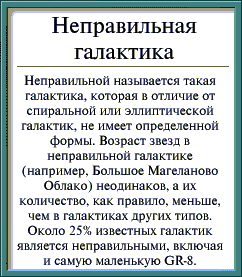 Неправильная
галактика
Неправильной называется такая
галактика, которая в отличие от
спиральной или эллиптической
галактик, не имеет определенной
формы. Возраст звезд в
неправильной галактике
(например, Большое Магеланово
Облако) неодинаков, а их
количество, как правило, меньше,
чем в галактиках других типов.
Около 25% известных галактик
является неправильными, включая
и самую маленькую GR-8.